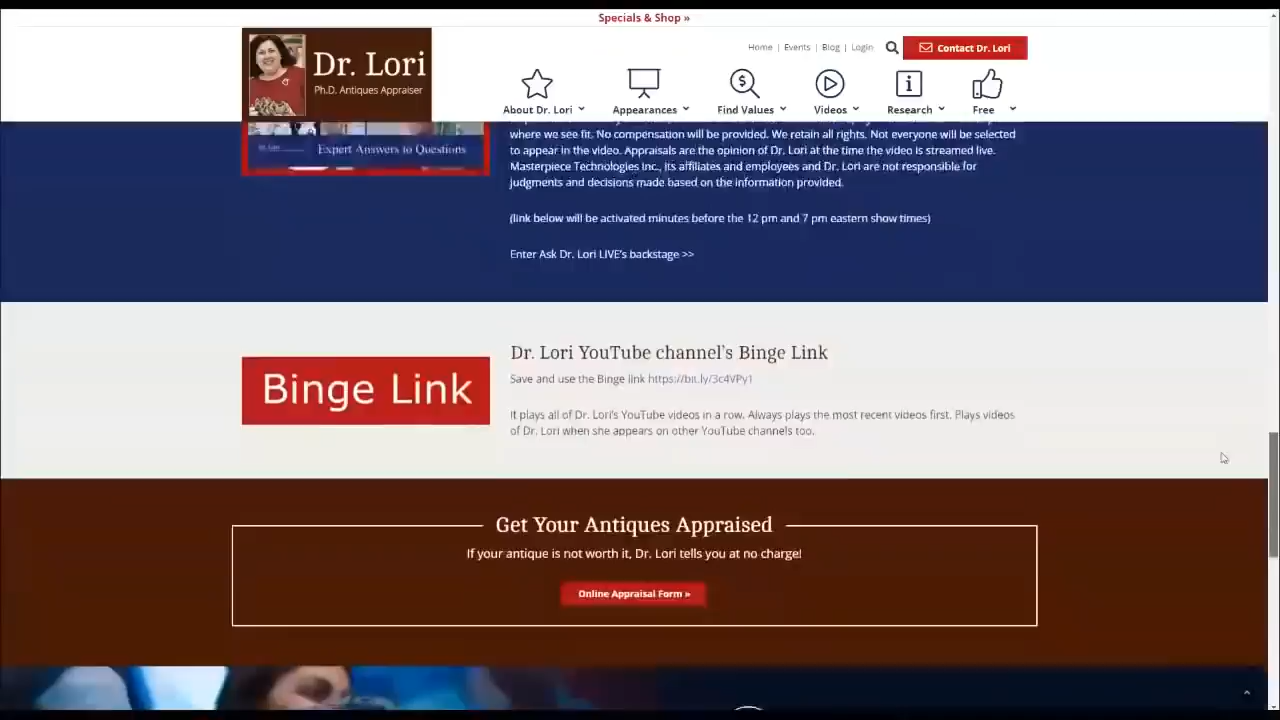 Specials & Shop »
Dr. Lori
Ph.D. Antiques Appraiser
Home | Events | Blog | Login
Contact Dr. Lori
About Dr. Lori
Appearances
Find Values
Videos
Research
Free
Expert Answers to Questions
where we see fit. No compensation will be provided. We retain all rights. Not everyone will be selected
to appear in the video. Appraisals are the opinion of Dr. Lori at the time the video is streamed live.
Masterpiece Technologies Inc., its affiliates and employees and Dr. Lori are not responsible for
judgments and decisions made based on the information provided.
(link below will be activated minutes before the 12 pm and 7 pm eastern show times)
Enter Ask Dr. Lori LIVE's backstage >>
Binge Link
Dr. Lori YouTube channel's Binge Link
Save and use the Binge link https://bit.ly/3c4VPy1
It plays all of Dr. Lori's YouTube videos in a row. Always plays the most recent videos first. Plays videos
of Dr. Lori when she appears on other YouTube channels too.
Get Your Antiques Appraised
If your antique is not worth it, Dr. Lori tells you at no charge!
Online Appraisal Form »